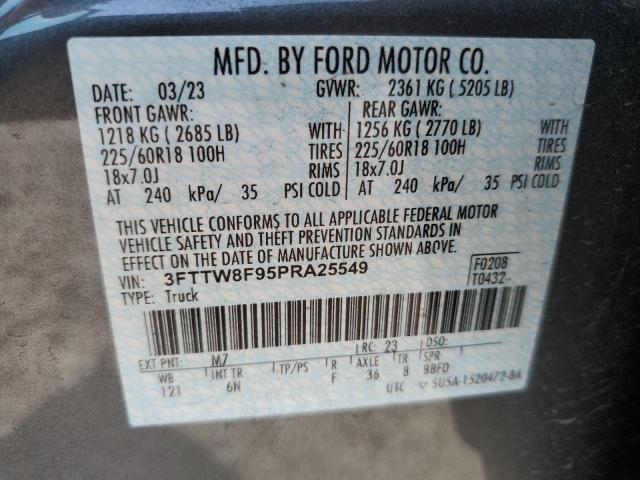 MFD. BY FORD MOTOR CO.
DATE: 03/23 GVWR: 2361 KG ( 5205 LB)
FRONT GAWR: REAR GAWR:
1218 KG ( 2685 LB) WITH 1256 KG ( 2770 LB) WITH
225/60R18 100H TIRES 225/60R18 100H TIRES
18x7.0J RIMS 18x7.0J RIMS
AT 240 kPa/ 35 PSI COLD AT 240 kPa/ 35 PSI COLD
THIS VEHICLE CONFORMS TO ALL APPLICABLE FEDERAL MOTOR
VEHICLE SAFETY AND THEFT PREVENTION STANDARDS IN
EFFECT ON THE DATE OF MANUFACTURE SHOWN ABOVE.
VIN: 3FTTW8F95PRA25549 F0208
TYPE: Truck T0432
EXT PNT: M7 RC: 23 DSO:
WB INT TR TP/PS R AXLE TR SPR
121 6N F 36 8 BBFD
UTC 5U5A-1520472-BA